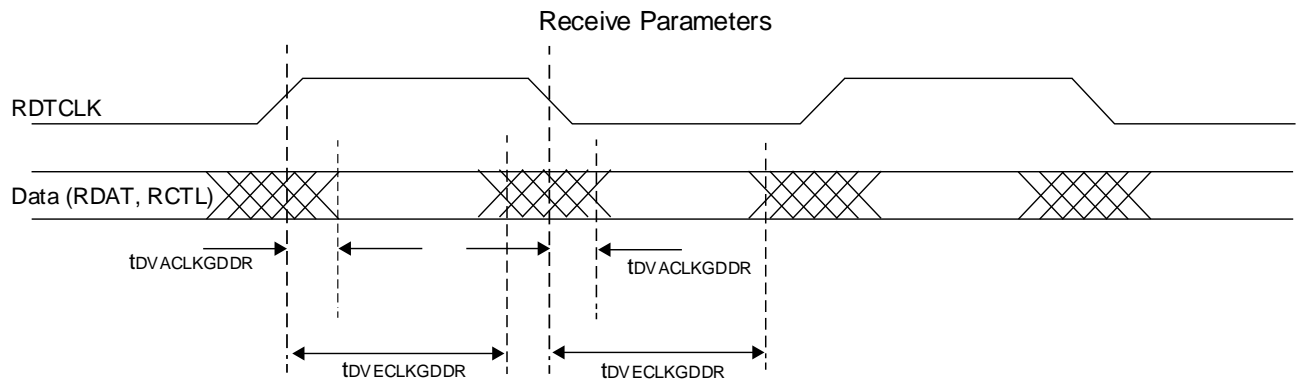 Receive Parameters
RDTCLK
Data (RDAT, RCTL)
tDVACLKGDDR
tDVACLKGDDR
tDVECLKGDDR
tDVECLKGDDR